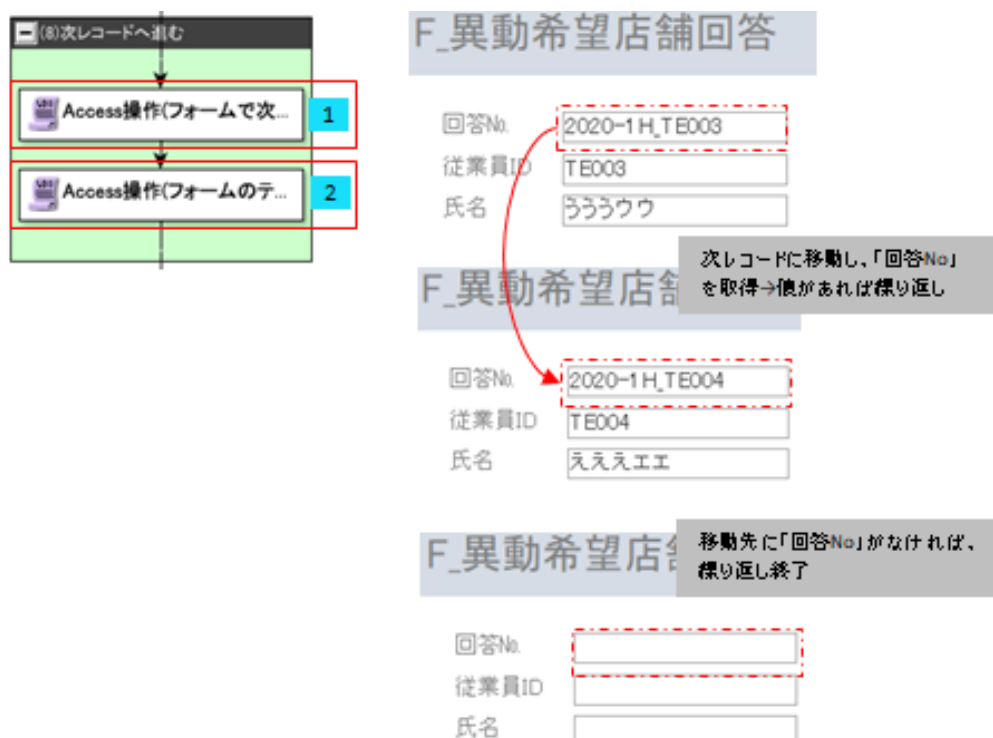 (8)次レコードへ進む
Access操作(フォームで次...
1
Access操作(フォームのテ...
2
F_異動希望店舗回答
回答No.
2020-1H_TE003
従業員ID
TE003
氏名
うううウウ
次レコードに移動し、「回答No」
を取得→値があれば繰り返し
F_異動希望店舗
回答No.
2020-1H_TE004
従業員ID
TE004
氏名
えええエエ
F_異動希望店舗
移動先に「回答No」がなければ、
繰り返し終了
回答No.
従業員ID
氏名